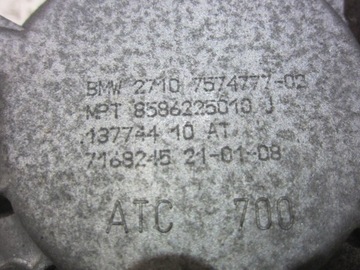 BMW 2710 7574777-02
MPT 8586225010 J
137744 10 AT
7168245 21-01-08
ATC 700